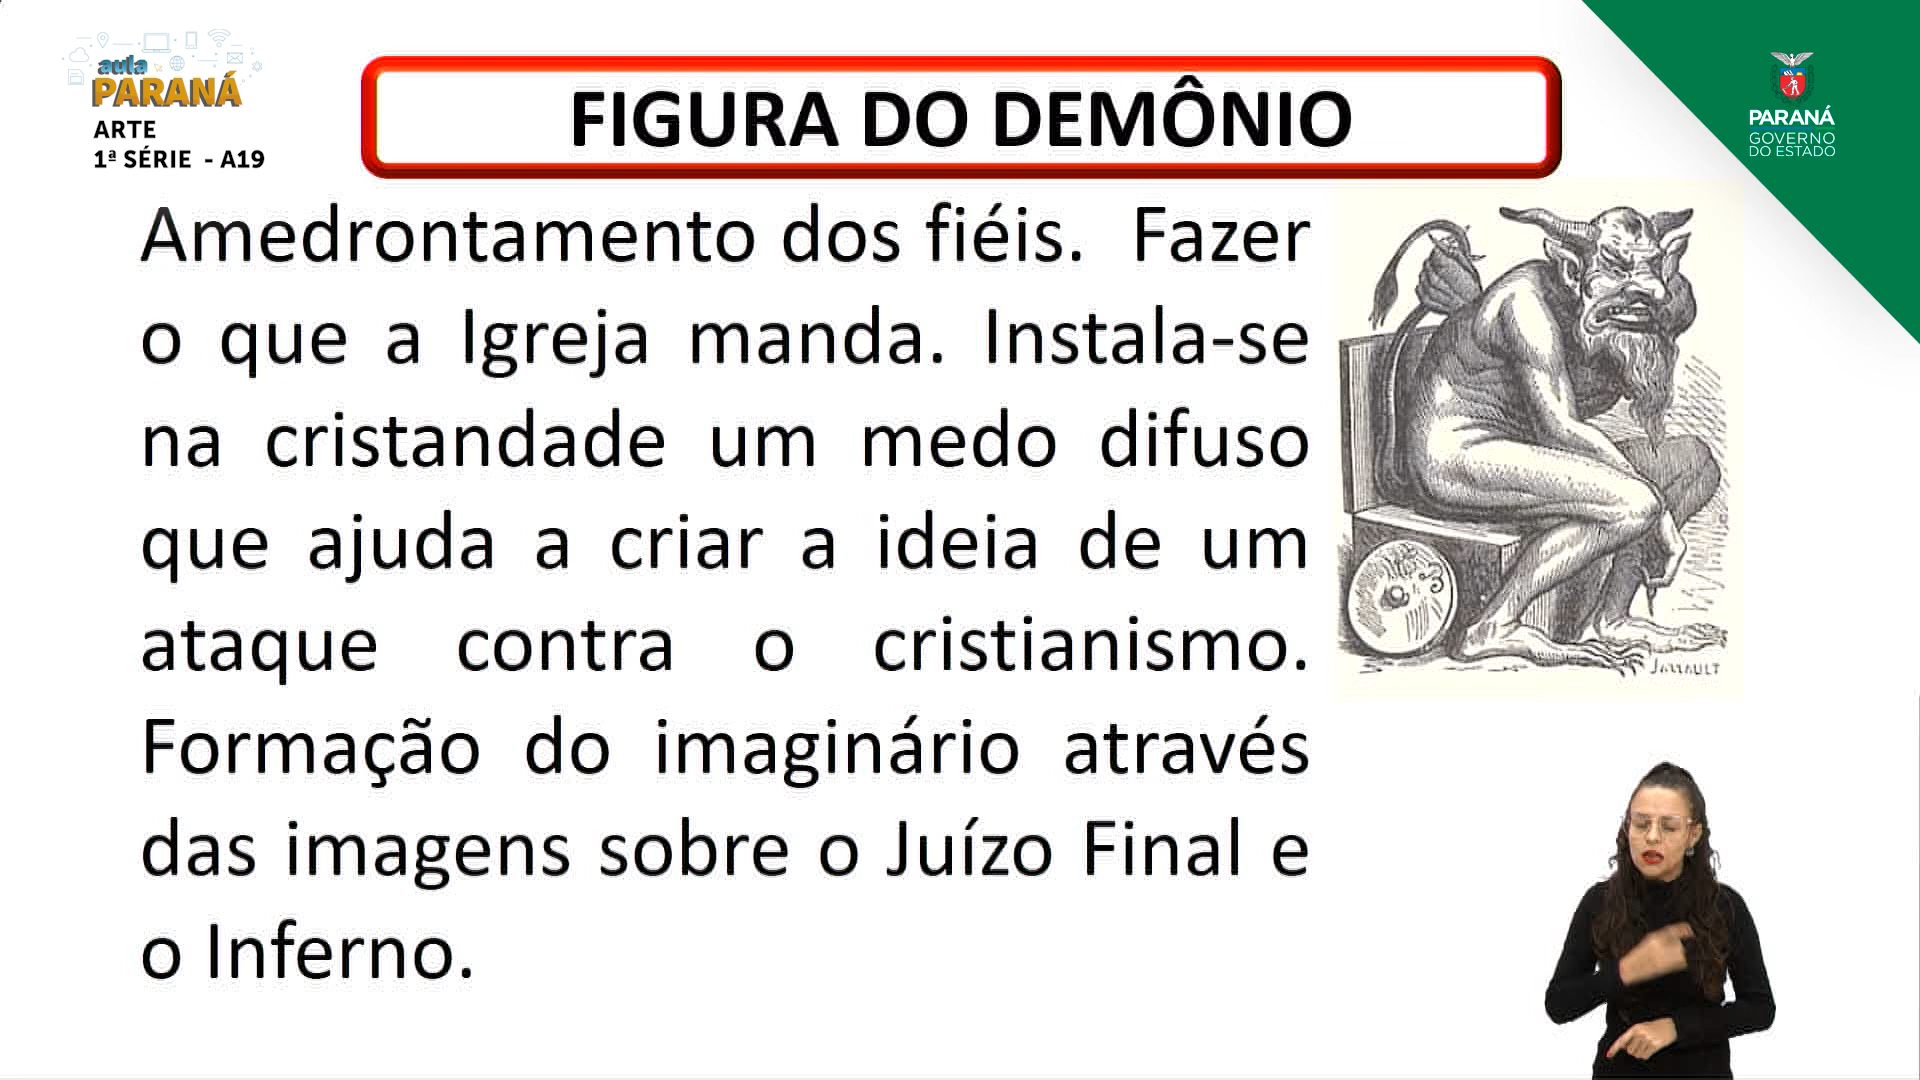 aula
PARANÁ
ARTE
1ª SÉRIE - A19
FIGURA DO DEMÔNIO
PARANÁ
GOVERNO
DO ESTADO
Amedrontamento dos fiéis. Fazer
o que a Igreja manda. Instala-se
na cristandade um medo difuso
que ajuda a criar a ideia de um
ataque contra o cristianismo.
Formação do imaginário através
das imagens sobre o Juízo Final e
o Inferno.
JARRAULT